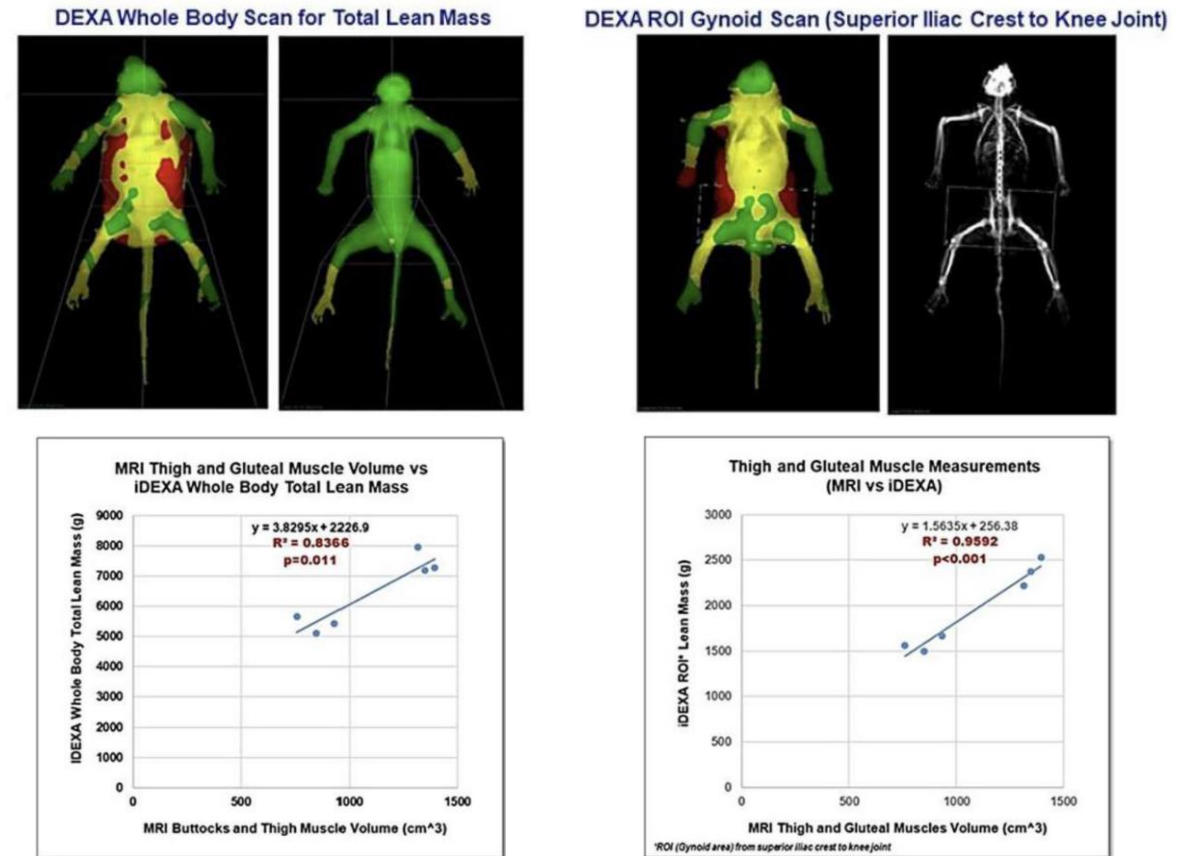 DEXA Whole Body Scan for Total Lean Mass
DEXA ROI Gynoid Scan (Superior Iliac Crest to Knee Joint)
MRI Thigh and Gluteal Muscle Volume vs
iDEXA Whole Body Total Lean Mass
y = 3.8295x + 2226.9
R² = 0.8366
p=0.011
9000
8000
7000
6000
5000
4000
3000
2000
1000
0
iDEXA Whole Body Total Lean Mass (g)
0
500
1000
1500
MRI Buttocks and Thigh Muscle Volume (cm^3)
Thigh and Gluteal Muscle Measurements
(MRI vs iDEXA)
y = 1.5635x + 256.38
R² = 0.9592
p<0.001
3000
2500
2000
1500
1000
500
0
iDEXA ROI* Lean Mass (g)
0
500
1000
1500
MRI Thigh and Gluteal Muscles Volume (cm^3)
*ROI (Gynoid area) from superior iliac crest to knee joint